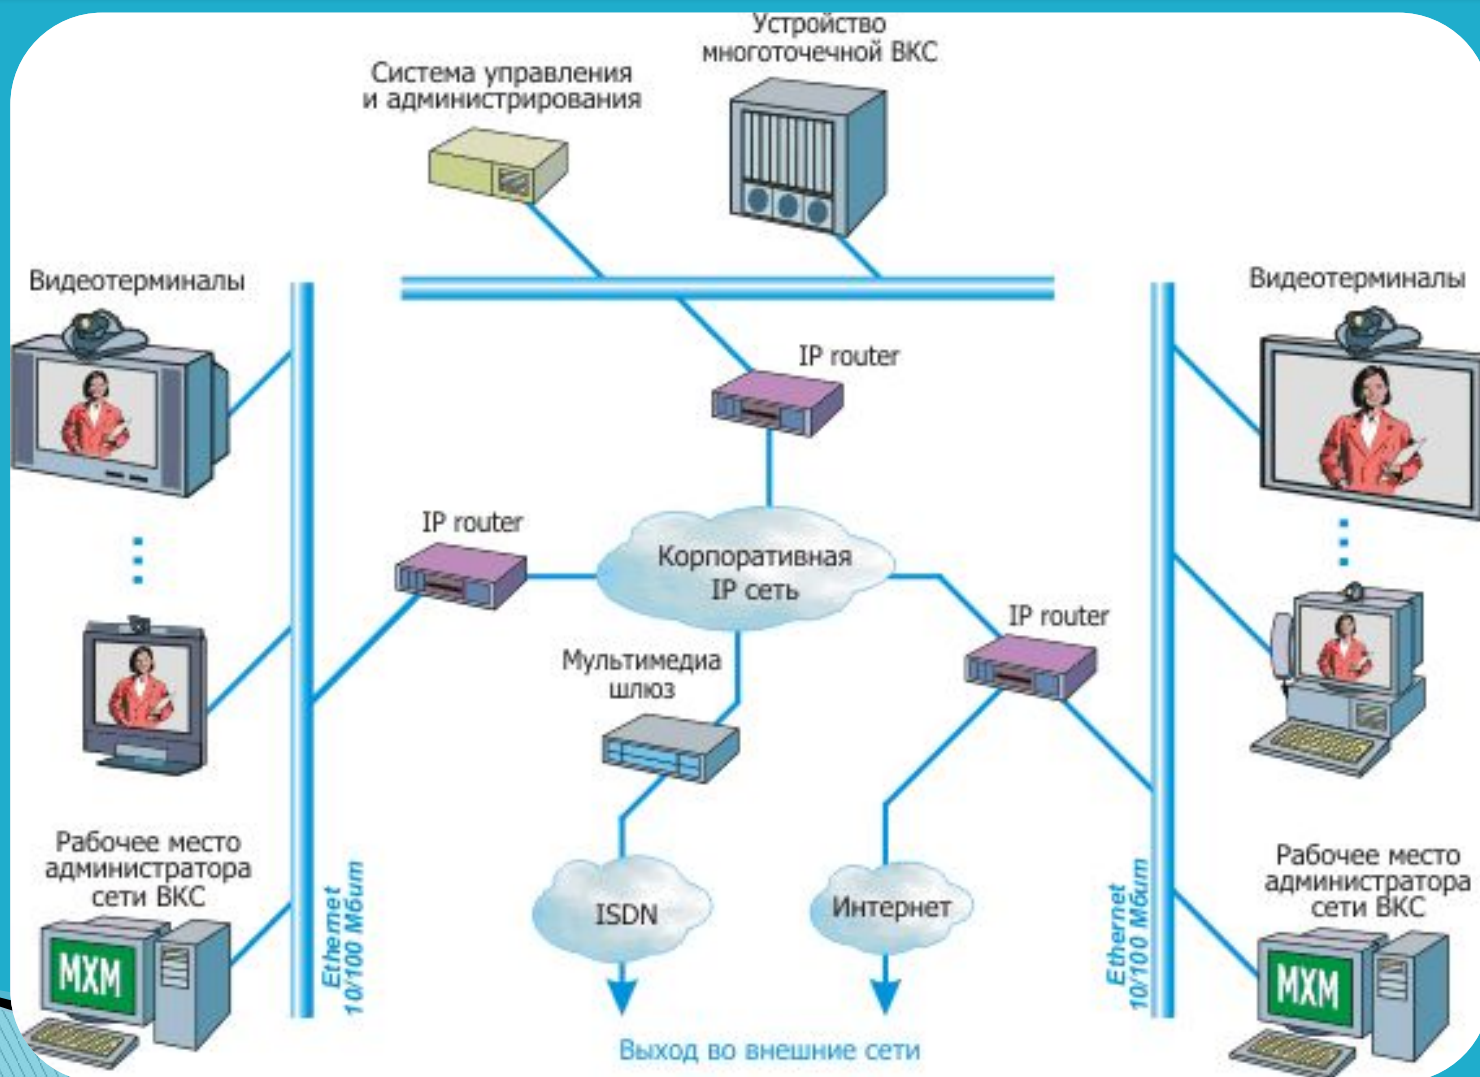 Устройство
многоточечной ВКС
Система управления
и администрирования
Видеотерминалы
Видеотерминалы
IP router
IP router
Корпоративная
IP сеть
IP router
Мультимедиа
шлюз
Рабочее место
администратора
сети ВКС
MXM
Ethernet
10/100 Мбит
ISDN
Интернет
Ethernet
10/100 Мбит
Рабочее место
администратора
сети ВКС
MXM
Выход во внешние сети